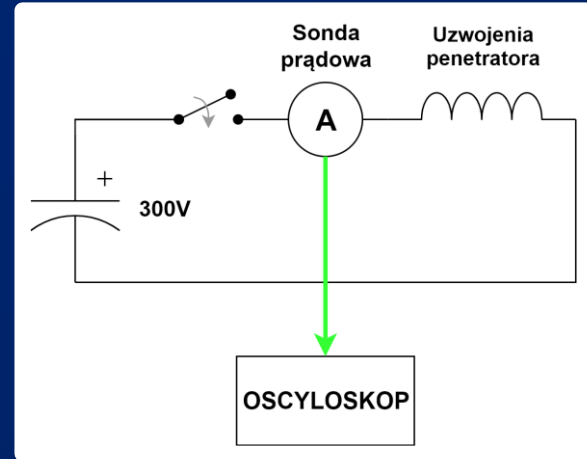 Sonda
prądowa
Uzwojenia
penetratora
A
+
300V
OSCYLOSKOP